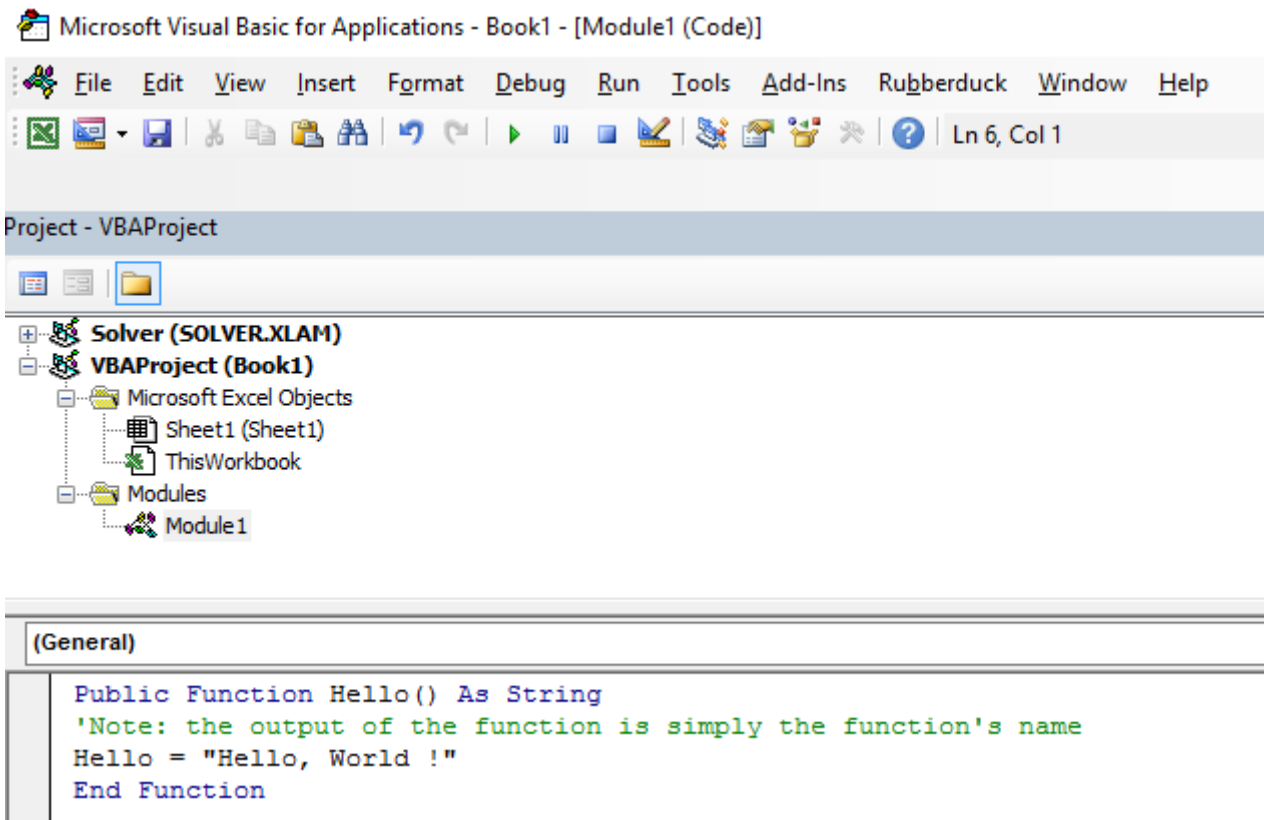 Microsoft Visual Basic for Applications - Book1 - [Module1 (Code)]
File Edit View Insert Format Debug Run Tools Add-Ins Rubberduck Window Help
Ln 6, Col 1
Project - VBAProject
Solver (SOLVER.XLAM)
VBAProject (Book1)
Microsoft Excel Objects
Sheet1 (Sheet1)
ThisWorkbook
Modules
Module1
(General)
Public Function Hello() As String
'Note: the output of the function is simply the function's name
Hello = "Hello, World !"
End Function